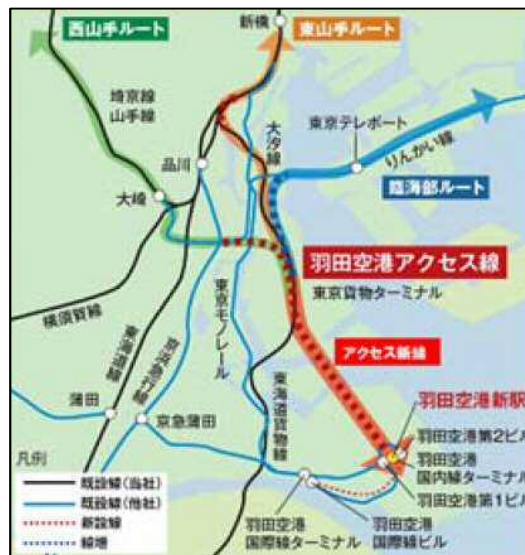 西山手ルート
新橋
東山手ルート
埼京線
山手線
大汐線
東京テレポート
りんかい線
品川
臨海部ルート
大崎
羽田空港アクセス線
東京貨物ターミナル
東京モノレール
横須賀線
東海道線
京浜急行線
アクセス新線
東海道貨物線
蒲田
京急蒲田
羽田空港新駅
羽田空港第2ビル
羽田空港
国内線ターミナル
羽田空港第1ビル
凡例
既設線(当社)
既設線(他社)
新設線
線増
羽田空港
国際線ターミナル
羽田空港
国際線ビル